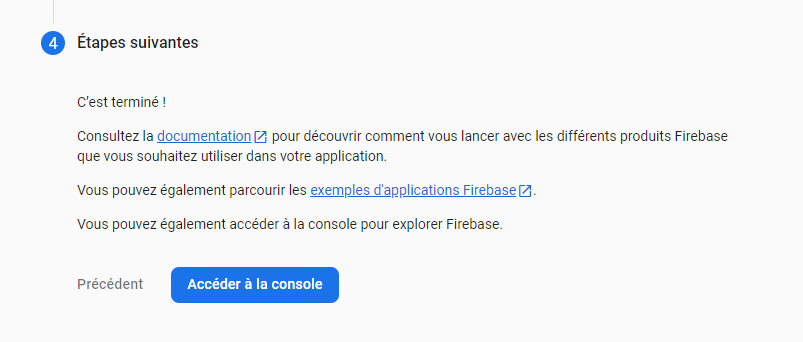 4 Étapes suivantes
C'est terminé !
Consultez la documentation pour découvrir comment vous lancer avec les différents produits Firebase
que vous souhaitez utiliser dans votre application.
Vous pouvez également parcourir les exemples d'applications Firebase.
Vous pouvez également accéder à la console pour explorer Firebase.
Précédent Accéder à la console